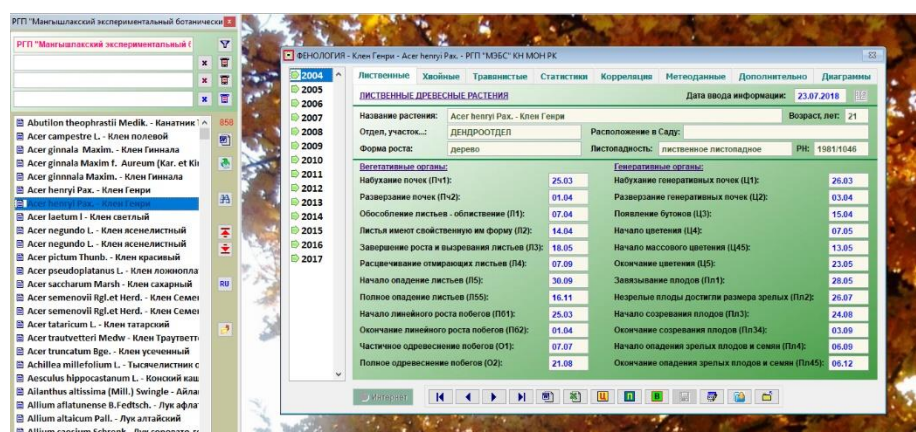 РГП "Мангышлакский экспериментальный ботанически
РГП "Мангышлакский экспериментальный б
Abutilon theophrastii Medik. - Канатник
Acer campestre L. - Клен полевой
Acer ginnala Maxim. - Клен Гиннала
Acer ginnala Maxim f. Aureum (Kar. et Ki
Acer ginnnala Maxim. - Клен Гиннала
Acer henryi Pax. - Клен Генри
Acer henryi Pax. - Клен Генри
Acer laetum l - Клен светлый
Acer negundo L. - Клен ясенелистный
Acer negundo L. - Клен ясенелистный
Acer pictum Thunb. - Клен красивый
Acer pseudoplatanus L. - Клен ложнопла
Acer saccharum Marsh - Клен сахарный
Acer semenovii Rgl.et Herd. - Клен Семен
Acer semenovii Rgl.et Herd. - Клен Семен
Acer tataricum L. - Клен татарский
Acer trautvetteri Medw - Клен Траутветт
Acer truncatum Bge. - Клен усеченный
Achillea millefolium L. - Тысячелистник о
Aesculus hippocastanum L. - Конский каш
Ailanthus altissima (Mill.) Swingle - Айла
Allium aflatunense B.Fedtsch. - Лук афлат
Allium altaicum Pall. - Лук алтайский
Allium caesium Schrenk - Лук
858
RU
ФЕНОЛОГИЯ - Клен Генри - Acer henryi Pax. - РГП "МЭБС" КН МОН РК
2004
2005
2006
2007
2008
2009
2010
2011
2012
2013
2014
2015
2016
2017
Лиственные Хвойные Травянистые Статистики Корреляция Метеоданные Дополнительно Диаграммы
ЛИСТВЕННЫЕ ДРЕВЕСНЫЕ РАСТЕНИЯ Дата ввода информации: 23.07.2018
Название растения: Acer henryi Pax. - Клен Генри Возраст, лет: 21
Отдел, участок...: ДЕНДРООТДЕЛ Расположение в Саду:
Форма роста: дерево Листопадность: лиственное листопадное РН: 1981/1046
Вегетативные органы: Генеративные органы:
Набухание почек (Пч1): 25.03 Набухание генеративных почек (Ц1): 26.03
Разверзание почек (Пч2): 01.04 Разверзание генеративных почек (Ц2): 03.04
Обособление листьев - облиствение (Л1): 07.04 Появление бутонов (Ц3): 15.04
Листья имеют свойственную им форму (Л2): 14.04 Начало цветения (Ц4): 07.05
Завершение роста и вызревания листьев (Л3): 18.05 Начало массового цветения (Ц45): 13.05
Расцвечивание отмирающих листьев (Л4): 07.09 Окончание цветения (Ц5): 23.05
Начало опадение листьев (Л5): 30.09 Завязывание плодов (Пл1): 28.05
Полное опадение листьев (Л55): 16.11 Незрелые плоды достигли размера зрелых (Пл2): 26.07
Начало линейного роста побегов (Пб1): 25.03 Начало созревания плодов (Пл3): 24.08
Окончание линейного роста побегов (Пб2): 01.04 Окончание созревания плодов (Пл34): 03.09
Частичное одревеснение побегов (О1): 07.07 Начало опадения зрелых плодов и семян (Пл4): 06.09
Полное одревеснение побегов (О2): 21.08 Окончание опадения зрелых плодов и семян (Пл45): 06.12
Интернет
Ц П В